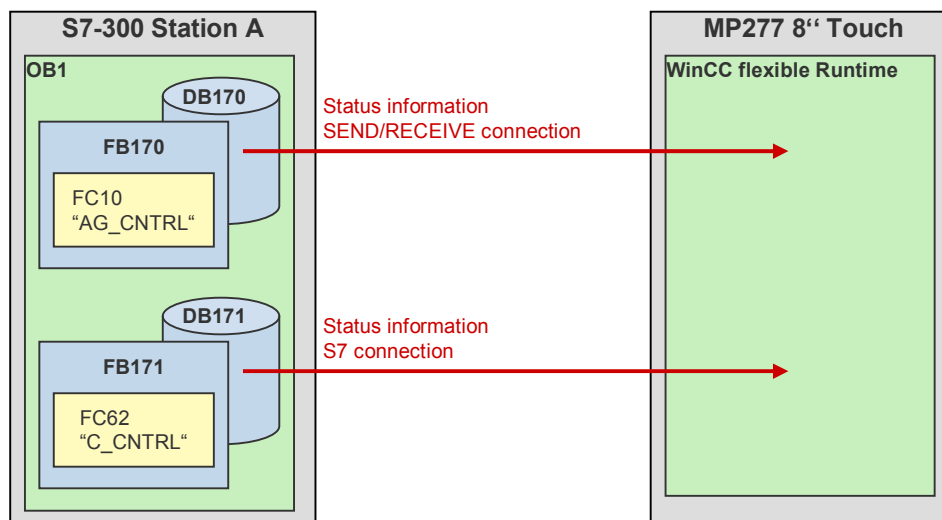 S7-300 Station A
OB1
DB170
FB170
FC10
“AG_CNTRL“
DB171
FB171
FC62
“C_CNTRL“
Status information
SEND/RECEIVE connection
Status information
S7 connection
MP277 8“ Touch
WinCC flexible Runtime